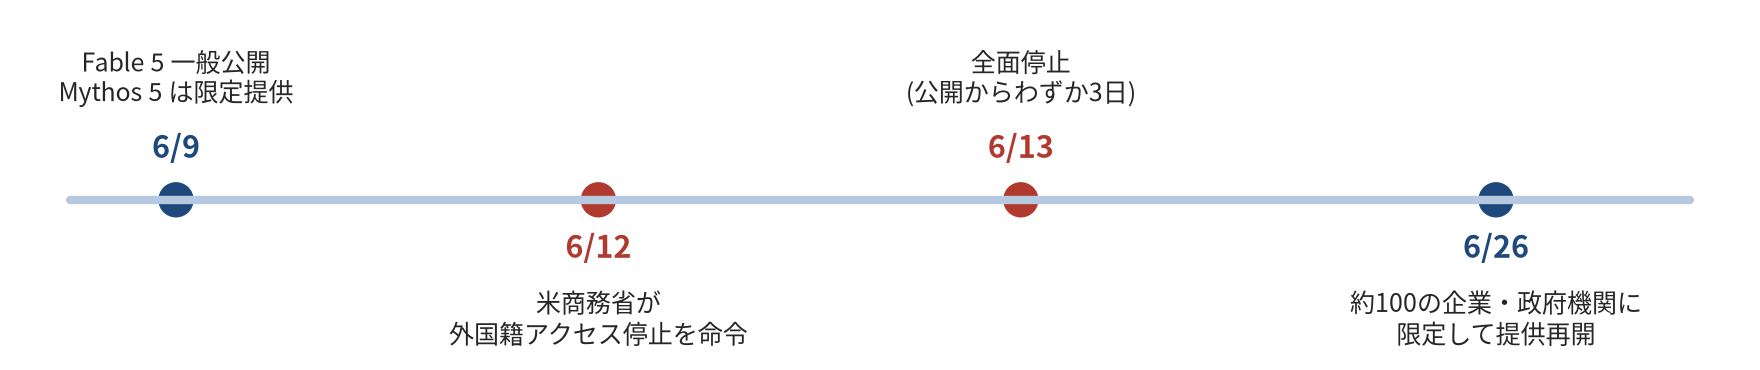 Fable 5 一般公開
Mythos 5 は限定提供
6/9
6/12
米商務省が
外国籍アクセス停止を命令
全面停止
(公開からわずか3日)
6/13
6/26
約100の企業・政府機関に
限定して提供再開